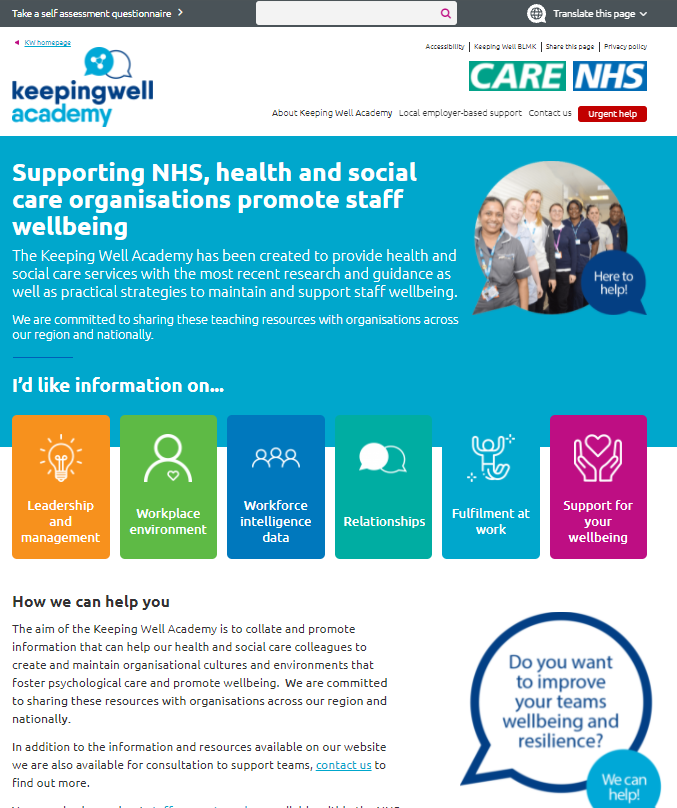 Take a self assessment questionnaire
Translate this page
KW homepage
Accessibility
Keeping Well BLMK
Share this page
Privacy policy
keepingwell
academy
CARE NHS
About Keeping Well Academy
Local employer-based support
Contact us
Urgent help
Supporting NHS, health and social
care organisations promote staff
wellbeing
The Keeping Well Academy has been created to provide health and
social care services with the most recent research and guidance as
well as practical strategies to maintain and support staff wellbeing.
We are committed to sharing these teaching resources with organisations across
our region and nationally.
Here to
help!
I'd like information on...
Leadership
and
management
Workplace
environment
Workforce
intelligence
data
Relationships
Fulfilment at
work
Support for
your
wellbeing
How we can help you
The aim of the Keeping Well Academy is to collate and promote
information that can help our health and social care colleagues to
create and maintain organisational cultures and environments that
foster psychological care and promote wellbeing. We are committed
to sharing these resources with organisations across our region and
nationally.
In addition to the information and resources available on our website
we are also available for consultation to support teams, contact us to
find out more.
Do you want
to improve
your teams
wellbeing and
resilience?
We can
help!